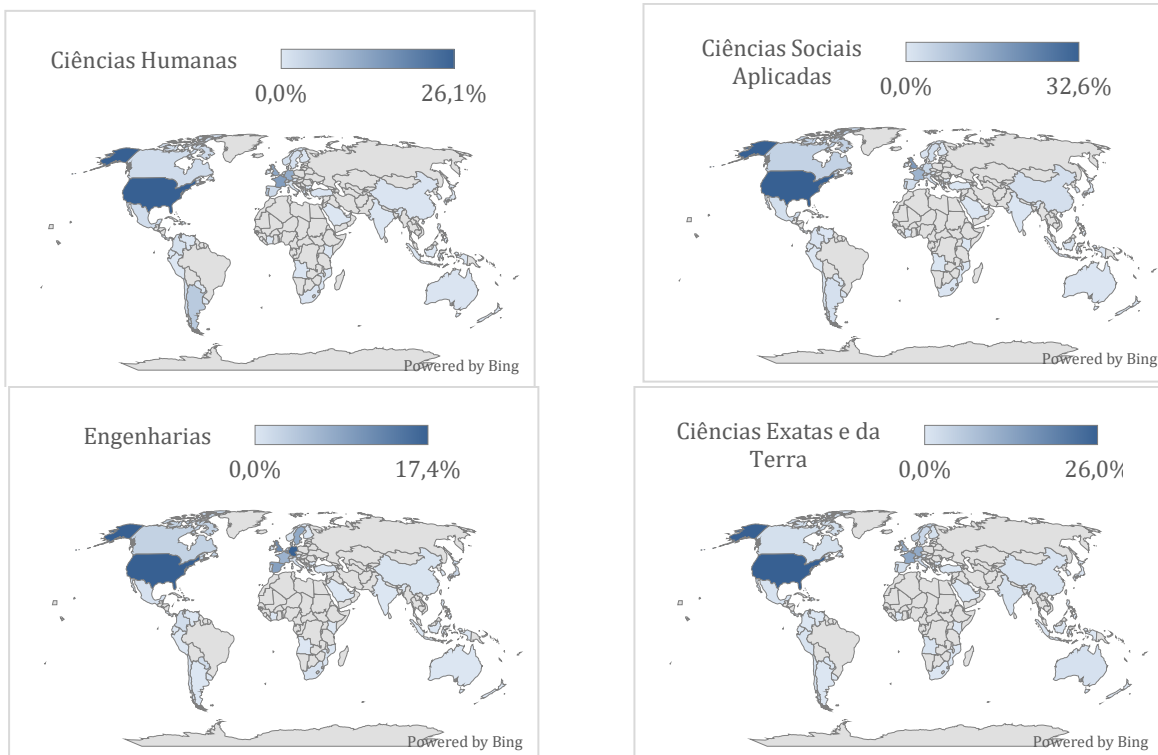 Ciências Humanas
0,0%
26,1%
Powered by Bing
Ciências Sociais
Aplicadas
0,0%
32,6%
Powered by Bing
Engenharias
0,0%
17,4%
Powered by Bing
Ciências Exatas e da
Terra
0,0%
26,0%
Powered by Bing